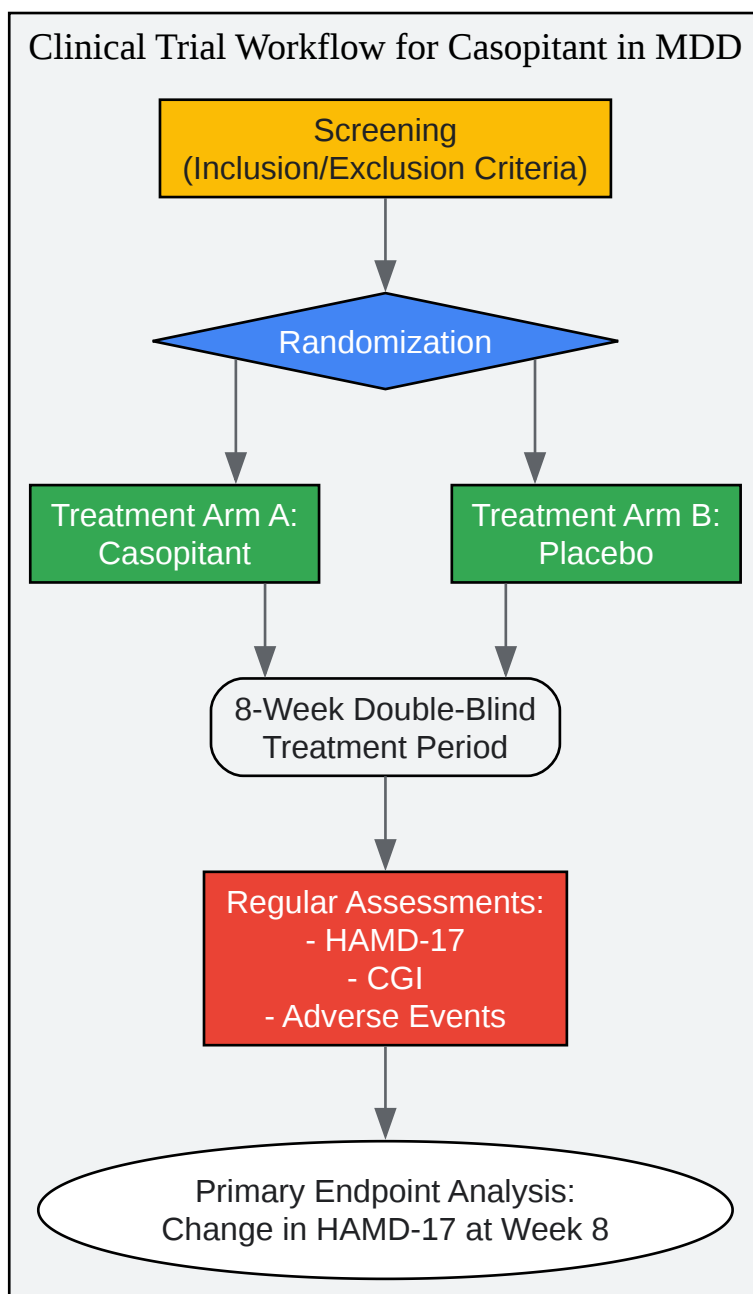 Clinical Trial Workflow for Casopitant in MDD
Screening
(Inclusion/Exclusion Criteria)
Randomization
Treatment Arm A:
Casopitant
Treatment Arm B:
Placebo
8-Week Double-Blind
Treatment Period
Regular Assessments:
- HAMD-17
- CGI
- Adverse Events
Primary Endpoint Analysis:
Change in HAMD-17 at Week 8